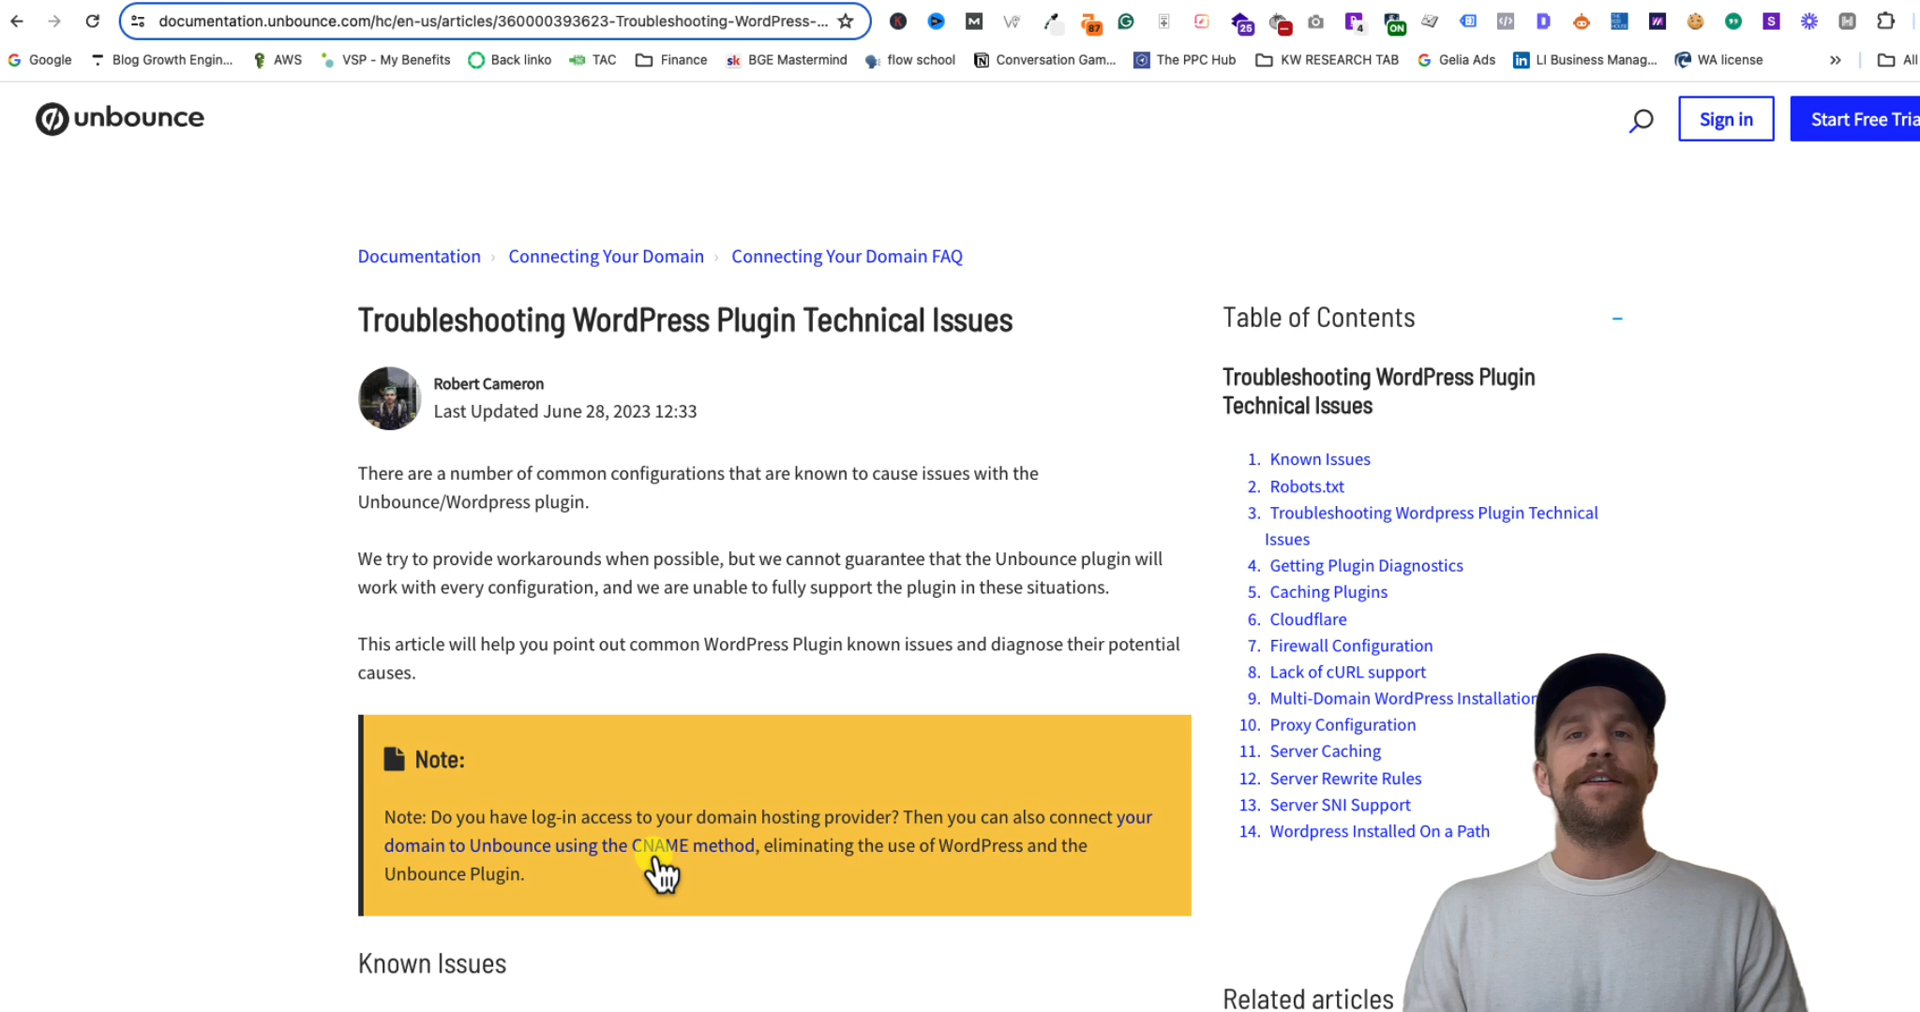 documentation.unbounce.com/hc/en-us/articles/360000393623-Troubleshooting-WordPress-...
87
25
4
ON
Google
Blog Growth Engin...
AWS
VSP - My Benefits
Back linko
TAC
Finance
sk BGE Mastermind
flow school
Conversation Gam...
The PPC Hub
KW RESEARCH TAB
Gelia Ads
LI Business Manag...
WA license
»
All
unbounce
Sign in
Start Free Tria
Documentation › Connecting Your Domain › Connecting Your Domain FAQ
Troubleshooting WordPress Plugin Technical Issues
Robert Cameron
Last Updated June 28, 2023 12:33
There are a number of common configurations that are known to cause issues with the
Unbounce/Wordpress plugin.
We try to provide workarounds when possible, but we cannot guarantee that the Unbounce plugin will
work with every configuration, and we are unable to fully support the plugin in these situations.
This article will help you point out common WordPress Plugin known issues and diagnose their potential
causes.
Note:
Note: Do you have log-in access to your domain hosting provider? Then you can also connect your
domain to Unbounce using the CNAME method, eliminating the use of WordPress and the
Unbounce Plugin.
Known Issues
Table of Contents
Troubleshooting WordPress Plugin
Technical Issues
1. Known Issues
2. Robots.txt
3. Troubleshooting Wordpress Plugin Technical
Issues
4. Getting Plugin Diagnostics
5. Caching Plugins
6. Cloudflare
7. Firewall Configuration
8. Lack of cURL support
9. Multi-Domain WordPress Installation
10. Proxy Configuration
11. Server Caching
12. Server Rewrite Rules
13. Server SNI Support
14. Wordpress Installed On a Path
Related articles